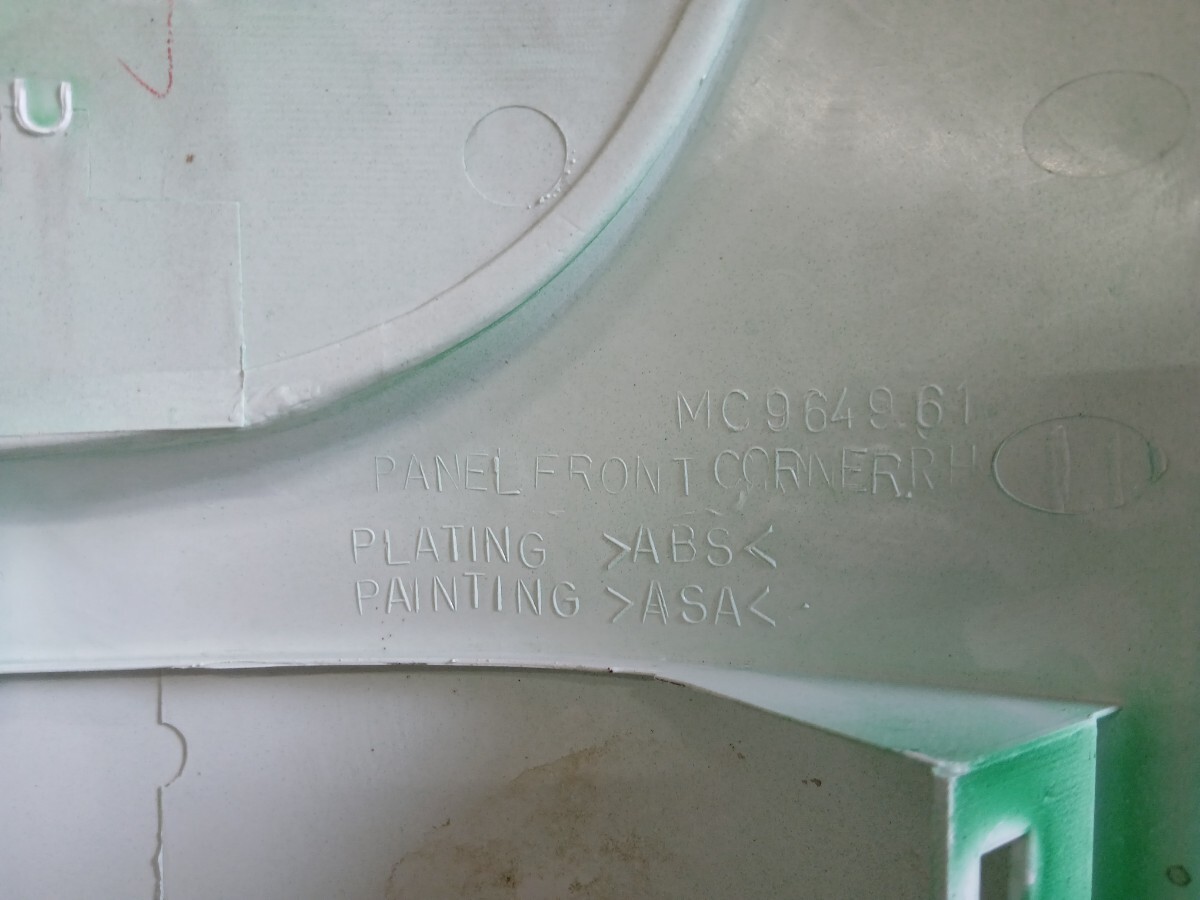 U
MC964961
PANEL FRONT CORNER.RH
PLATING >ABS<
PAINTING >ASA<